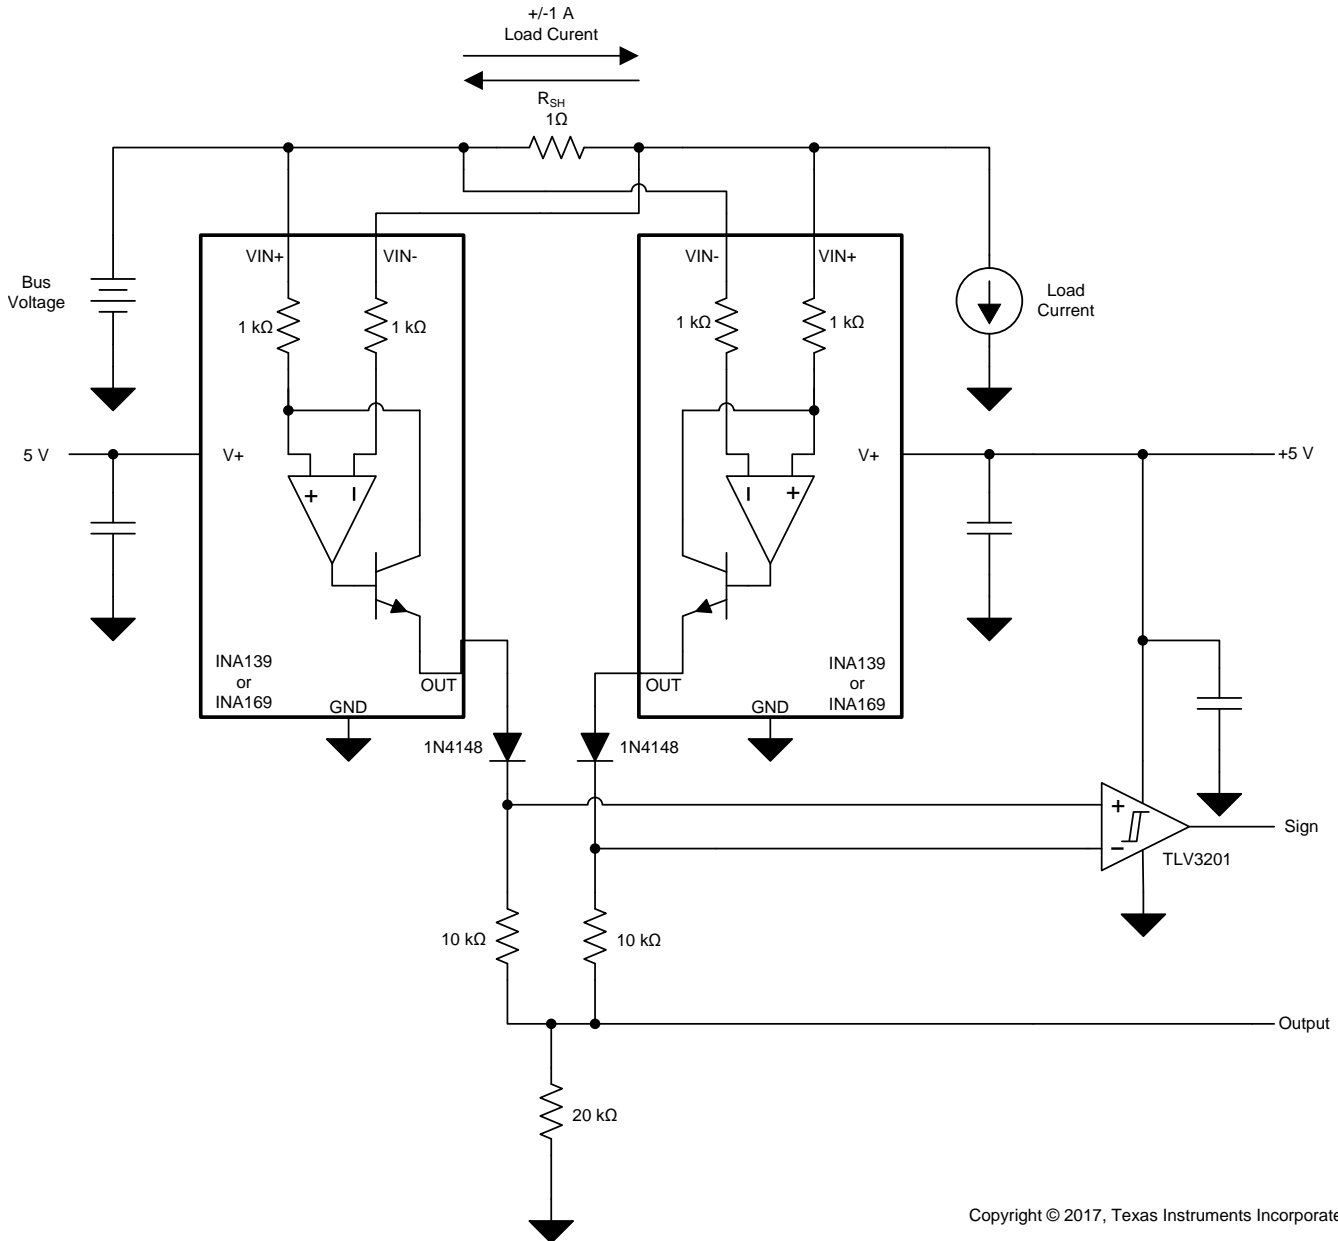 +/-1 A
Load Curent
RSH
1Ω
VIN+
VIN-
VIN-
VIN+
Bus
Voltage
Load
Current
1 kΩ
1 kΩ
1 kΩ
1 kΩ
5 V
V+
V+
+5 V
+
−
−
+
INA139
or
INA169
OUT
GND
INA139
or
INA169
OUT
GND
1N4148
1N4148
+
−
Sign
TLV3201
10 kΩ
10 kΩ
Output
20 kΩ
Copyright © 2017, Texas Instruments Incorporate